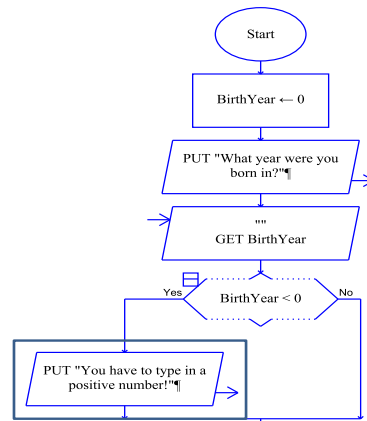 Start
BirthYear ← 0
PUT "What year were you
born in?"¶
""
GET BirthYear
Yes
BirthYear < 0
No
PUT "You have to type in a
positive number!"¶